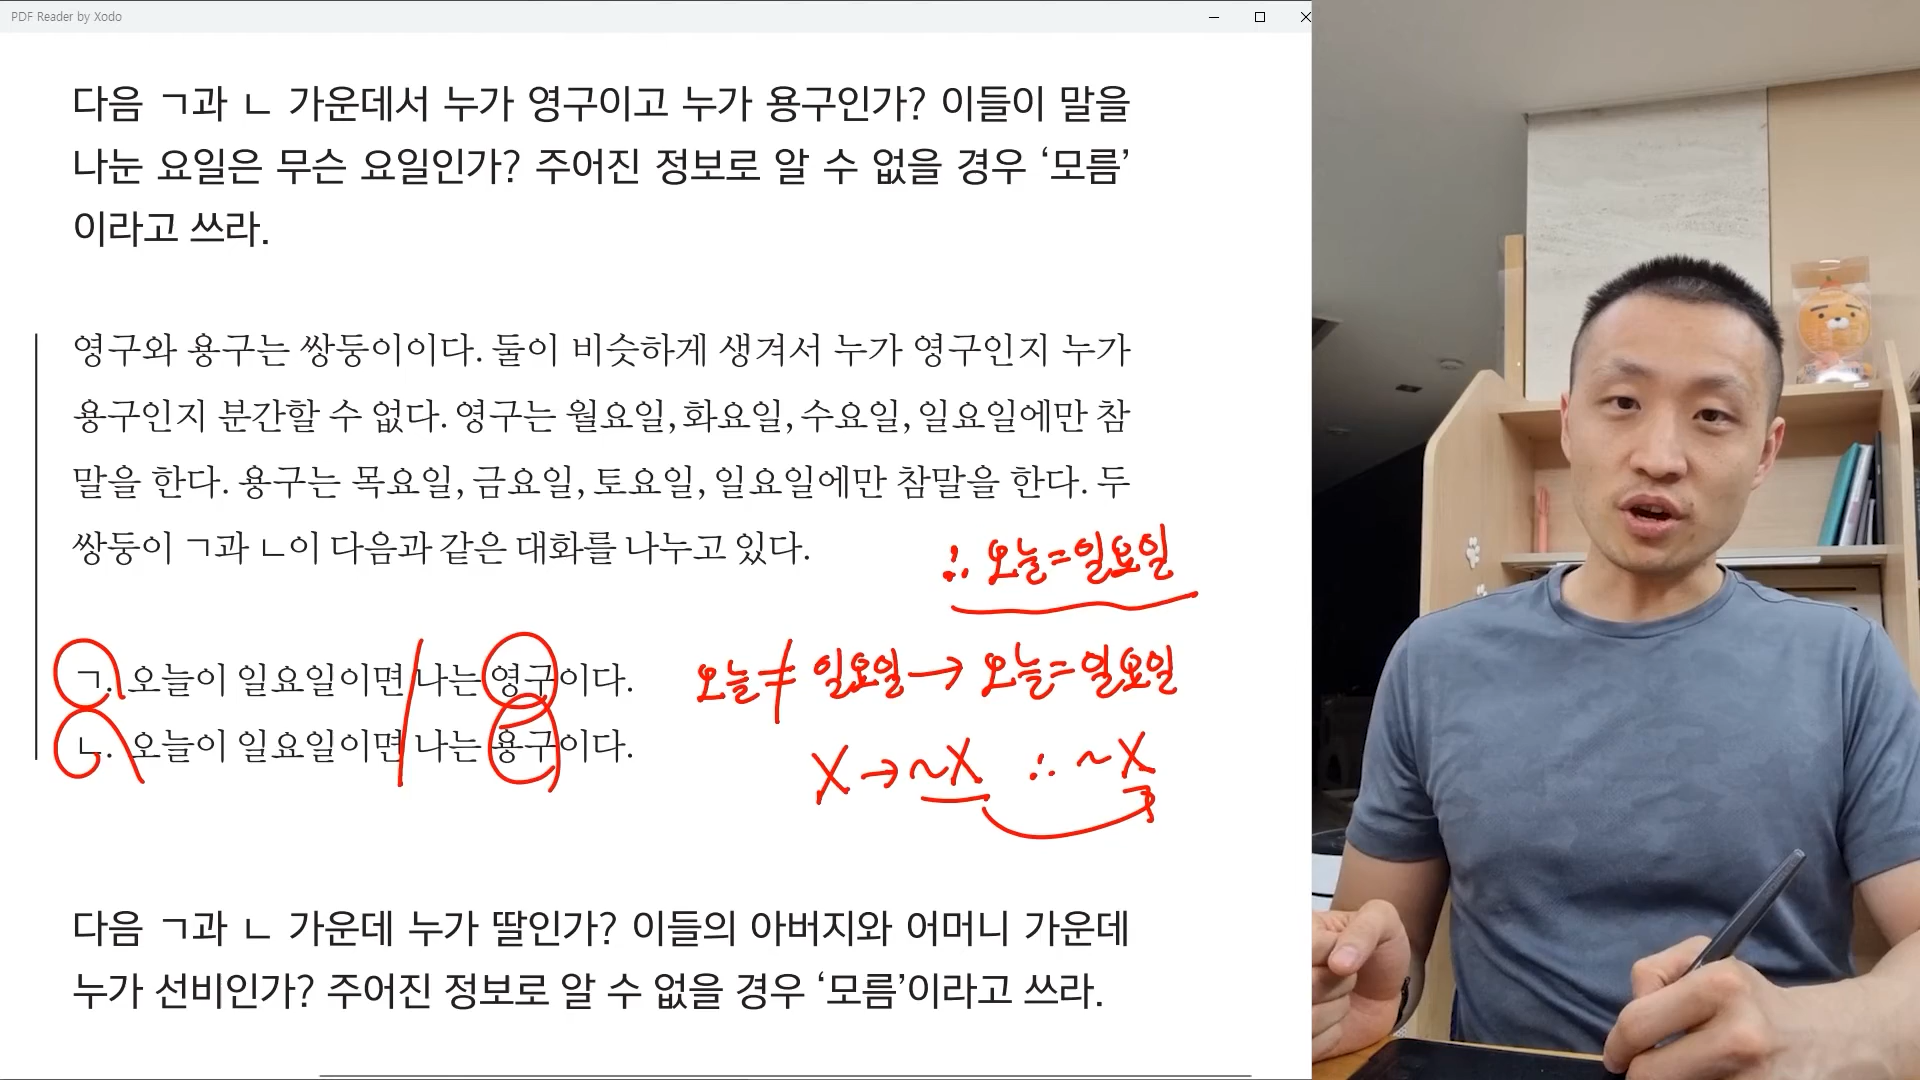 PDF Reader by Xodo
다음 ㄱ과 ㄴ 가운데서 누가 영구이고 누가 용구인가? 이들이 말을
나눈 요일은 무슨 요일인가? 주어진 정보로 알 수 없을 경우 ‘모름’
이라고 쓰라.
영구와 용구는 쌍둥이이다. 둘이 비슷하게 생겨서 누가 영구인지 누가
용구인지 분간할 수 없다. 영구는 월요일, 화요일, 수요일, 일요일에만 참
말을 한다. 용구는 목요일, 금요일, 토요일, 일요일에만 참말을 한다. 두
쌍둥이 ㄱ과 ㄴ이 다음과 같은 대화를 나누고 있다.
∴ 오늘=일요일
ㄱ. 오늘이 일요일이면 나는 영구이다.
오늘≠일요일→오늘=일요일
ㄴ. 오늘이 일요일이면 나는 용구이다.
X→~X ∴ ~X
다음 ㄱ과 ㄴ 가운데 누가 딸인가? 이들의 아버지와 어머니 가운데
누가 선비인가? 주어진 정보로 알 수 없을 경우 ‘모름’이라고 쓰라.